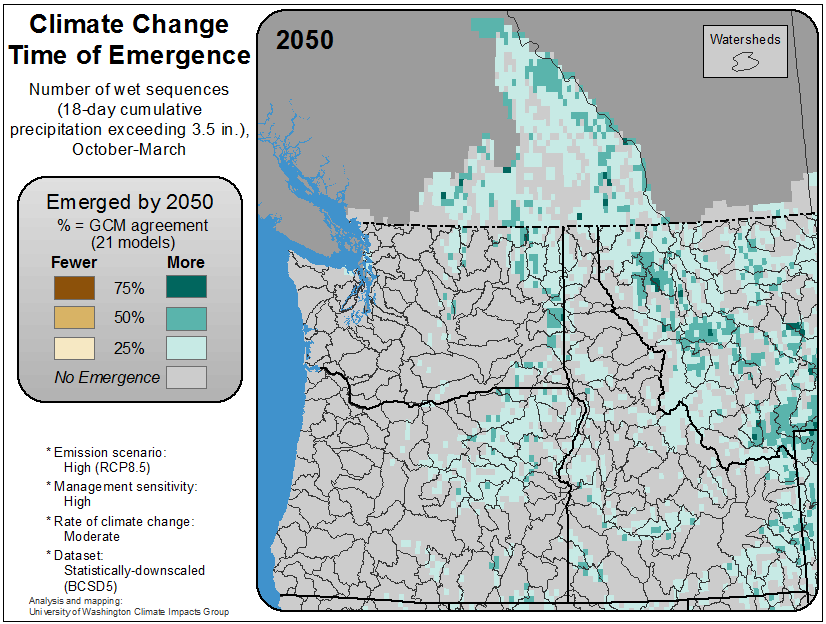 Climate Change
Time of Emergence
Number of wet sequences
(18-day cumulative
precipitation exceeding 3.5 in.),
October-March
Emerged by 2050
% = GCM agreement
(21 models)
Fewer More
75%
50%
25%
No Emergence
* Emission scenario:
High (RCP8.5)
* Management sensitivity:
High
* Rate of climate change:
Moderate
* Dataset:
Statistically-downscaled
(BCSD5)
Analysis and mapping:
University of Washington Climate Impacts Group
2050
Watersheds